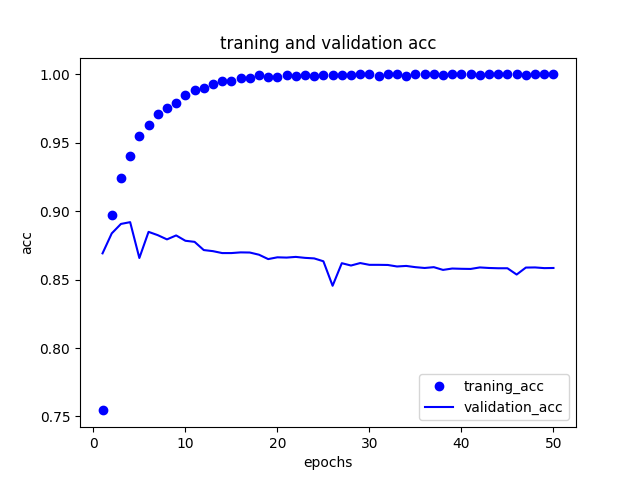 traning and validation acc
1.00
0.95
0.90
0.85
0.80
0.75
acc
0 10 20 30 40 50
epochs
traning_acc
validation_acc